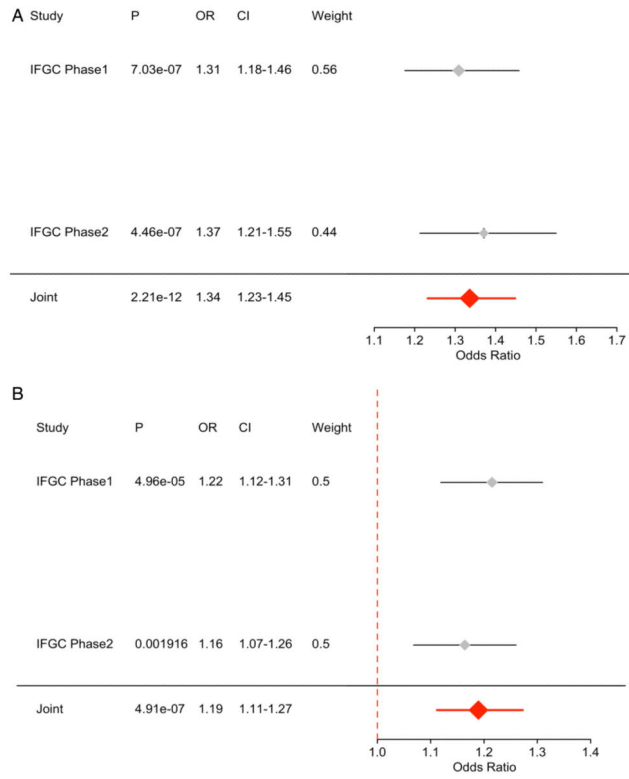 A Study P OR CI Weight
IFGC Phase1 7.03e-07 1.31 1.18-1.46 0.56
IFGC Phase2 4.46e-07 1.37 1.21-1.55 0.44
Joint 2.21e-12 1.34 1.23-1.45
1.1 1.2 1.3 1.4 1.5 1.6 1.7
Odds Ratio
B
Study P OR CI Weight
IFGC Phase1 4.96e-05 1.22 1.12-1.31 0.5
IFGC Phase2 0.001916 1.16 1.07-1.26 0.5
Joint 4.91e-07 1.19 1.11-1.27
1.0 1.1 1.2 1.3 1.4
Odds Ratio